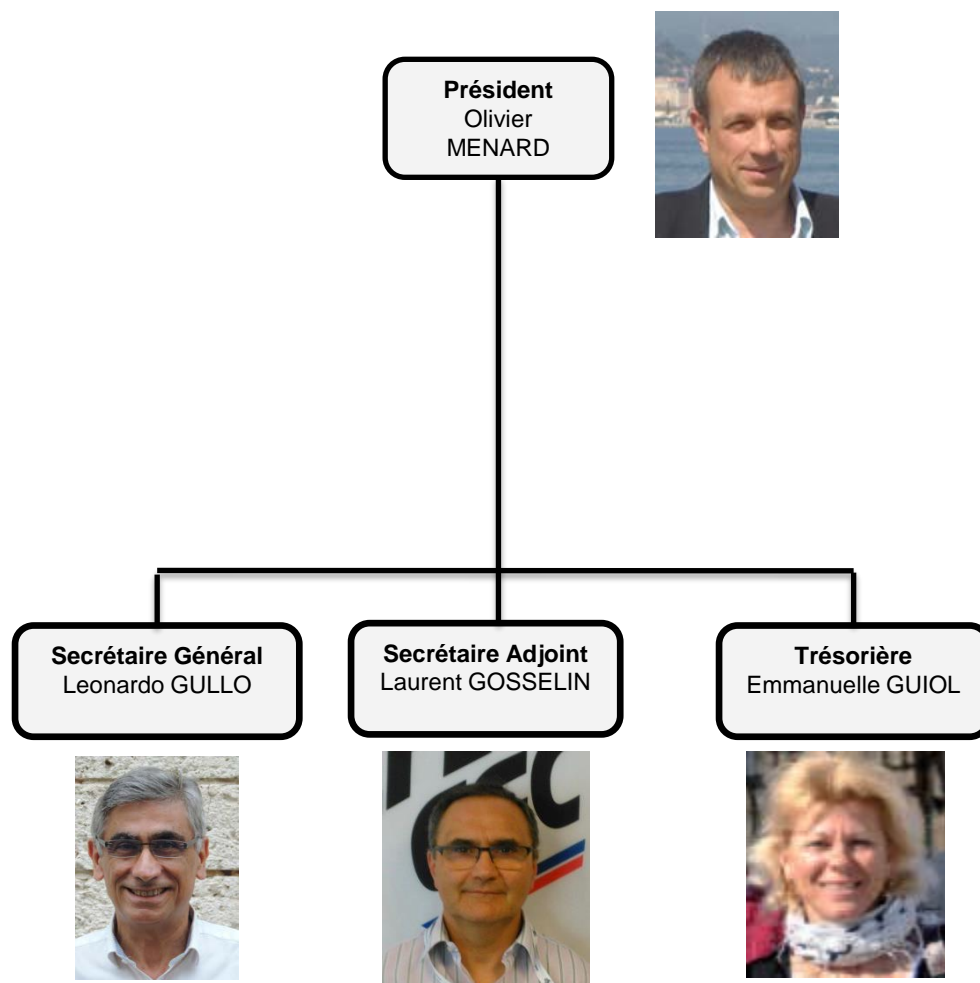 Président
Olivier
MENARD
Secrétaire Général
Leonardo GULLO
Secrétaire Adjoint
Laurent GOSSELIN
Trésorière
Emmanuelle GUIOL